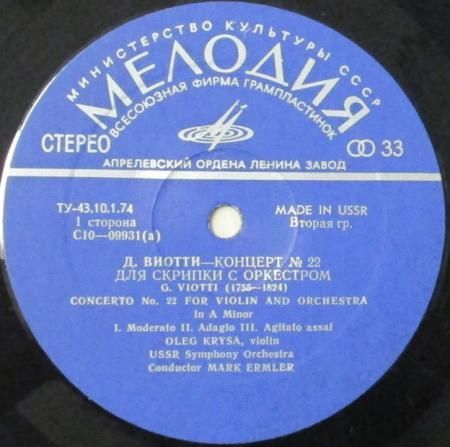 МИНИСТЕРСТВО КУЛЬТУРЫ СССР
МЕЛОДИЯ
ВСЕСОЮЗНАЯ ФИРМА ГРАМПЛАСТИНОК
СТЕРЕО
33
АПРЕЛЕВСКИЙ ОРДЕНА ЛЕНИНА ЗАВОД
ТУ-43.10.1.74
MADE IN USSR
1 сторона
Вторая гр.
С10—09931(а)
Д. ВИОТТИ—КОНЦЕРТ № 22
ДЛЯ СКРИПКИ С ОРКЕСТРОМ
G. VIOTTI (1755—1824)
CONCERTO No. 22 FOR VIOLIN AND ORCHESTRA
in A Minor
I. Moderato II. Adagio III. Agitato assai
OLEG KRYSA, violin
USSR Symphony Orchestra
Conductor MARK ERMLER